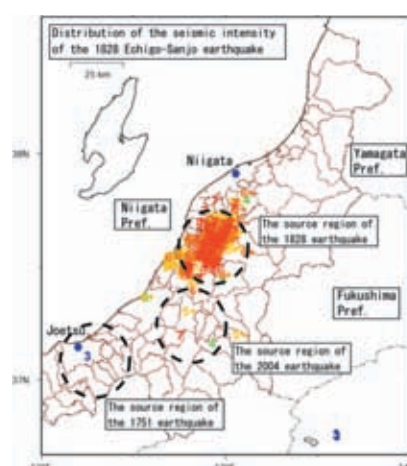 Distribution of the seismic intensity
of the 1828 Echigo-Sanjo earthquake
25 km
38N
Niigata
Yamagata
Pref.
Niigata
Pref.
The source region of
the 1828 earthquake
Fukushima
Pref.
Joetsu
3
The source region of
the 2004 earthquake
37N
The source region of
the 1751 earthquake
3